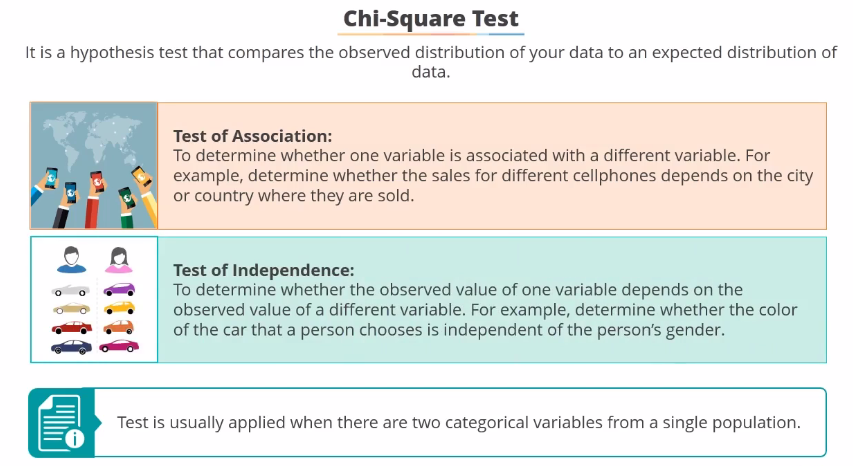 Chi-Square Test
It is a hypothesis test that compares the observed distribution of your data to an expected distribution of
data.
Test of Association:
To determine whether one variable is associated with a different variable. For
example, determine whether the sales for different cellphones depends on the city
or country where they are sold.
Test of Independence:
To determine whether the observed value of one variable depends on the
observed value of a different variable. For example, determine whether the color
of the car that a person chooses is independent of the person’s gender.
Test is usually applied when there are two categorical variables from a single population.